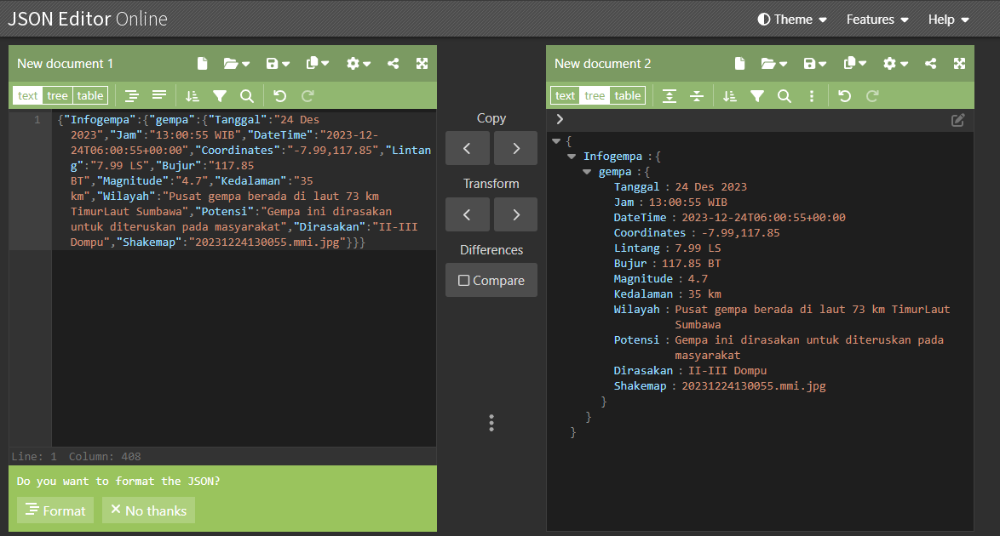 JSON Editor Online
Theme
Features
Help
New document 1
text
tree
table
1
{"Infogempa":{"gempa":{"Tanggal":"24 Des
2023","Jam":"13:00:55 WIB","DateTime":"2023-12-
24T06:00:55+00:00","Coordinates":"-7.99,117.85","Lintan
g":"7.99 LS","Bujur":"117.85
BT","Magnitude":"4.7","Kedalaman":"35
km","Wilayah":"Pusat gempa berada di laut 73 km
TimurLaut Sumbawa","Potensi":"Gempa ini dirasakan
untuk diteruskan pada masyarakat","Dirasakan":"II-III
Dompu","Shakemap":"20231224130055.mmi.jpg"}}}
Line: 1 Column: 408
Do you want to format the JSON?
Format
No thanks
Copy
Transform
Differences
Compare
New document 2
text
tree
table
{
Infogempa : {
gempa : {
Tanggal : 24 Des 2023
Jam : 13:00:55 WIB
DateTime : 2023-12-24T06:00:55+00:00
Coordinates : -7.99,117.85
Lintang : 7.99 LS
Bujur : 117.85 BT
Magnitude : 4.7
Kedalaman : 35 km
Wilayah : Pusat gempa berada di laut 73 km TimurLaut
Sumbawa
Potensi : Gempa ini dirasakan untuk diteruskan pada
masyarakat
Dirasakan : II-III Dompu
Shakemap : 20231224130055.mmi.jpg
}
}
}